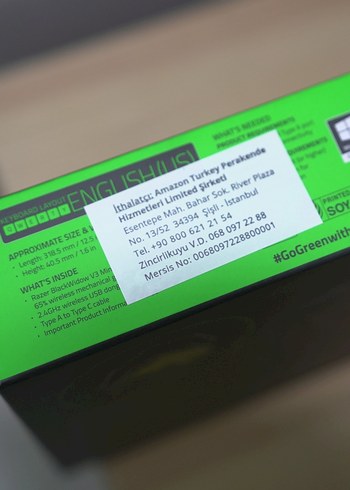 KEYBOARD LAYOUT
QWERTY
ENGLISH (US)
APPROXIMATE SIZE &
Length: 318.5 mm / 12.5
Height: 40.5 mm / 1.6 in
WHAT'S INSIDE
Razer BlackWidow V3 Mini
65% wireless mechanical
2.4GHz wireless USB dong
Type A to Type C cable
Important Product Inform
WHAT'S NEEDED
PRODUCT REQUIREMENTS
İthalatçı: Amazon Turkey Perakende
Hizmetleri Limited Şirketi
Esentepe Mah. Bahar Sok. River Plaza
No. 13/52 34394 Şişli - İstanbul
Tel. +90 800 621 21 54
Zincirlikuyu V.D. 068 097 22 88
Mersis No: 0068097228800001
PRINTED
SOY
#GoGreenwith